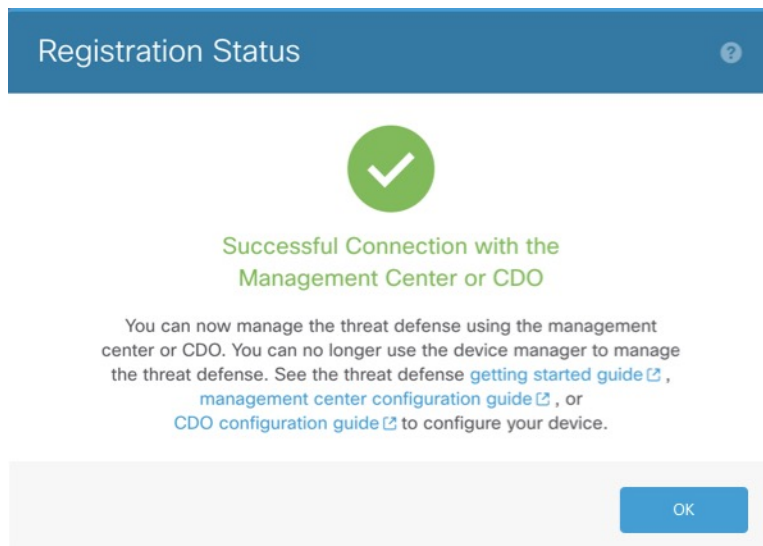 Registration Status
Successful Connection with the
Management Center or CDO
You can now manage the threat defense using the management
center or CDO. You can no longer use the device manager to manage
the threat defense. See the threat defense getting started guide ,
management center configuration guide , or
CDO configuration guide to configure your device.
OK